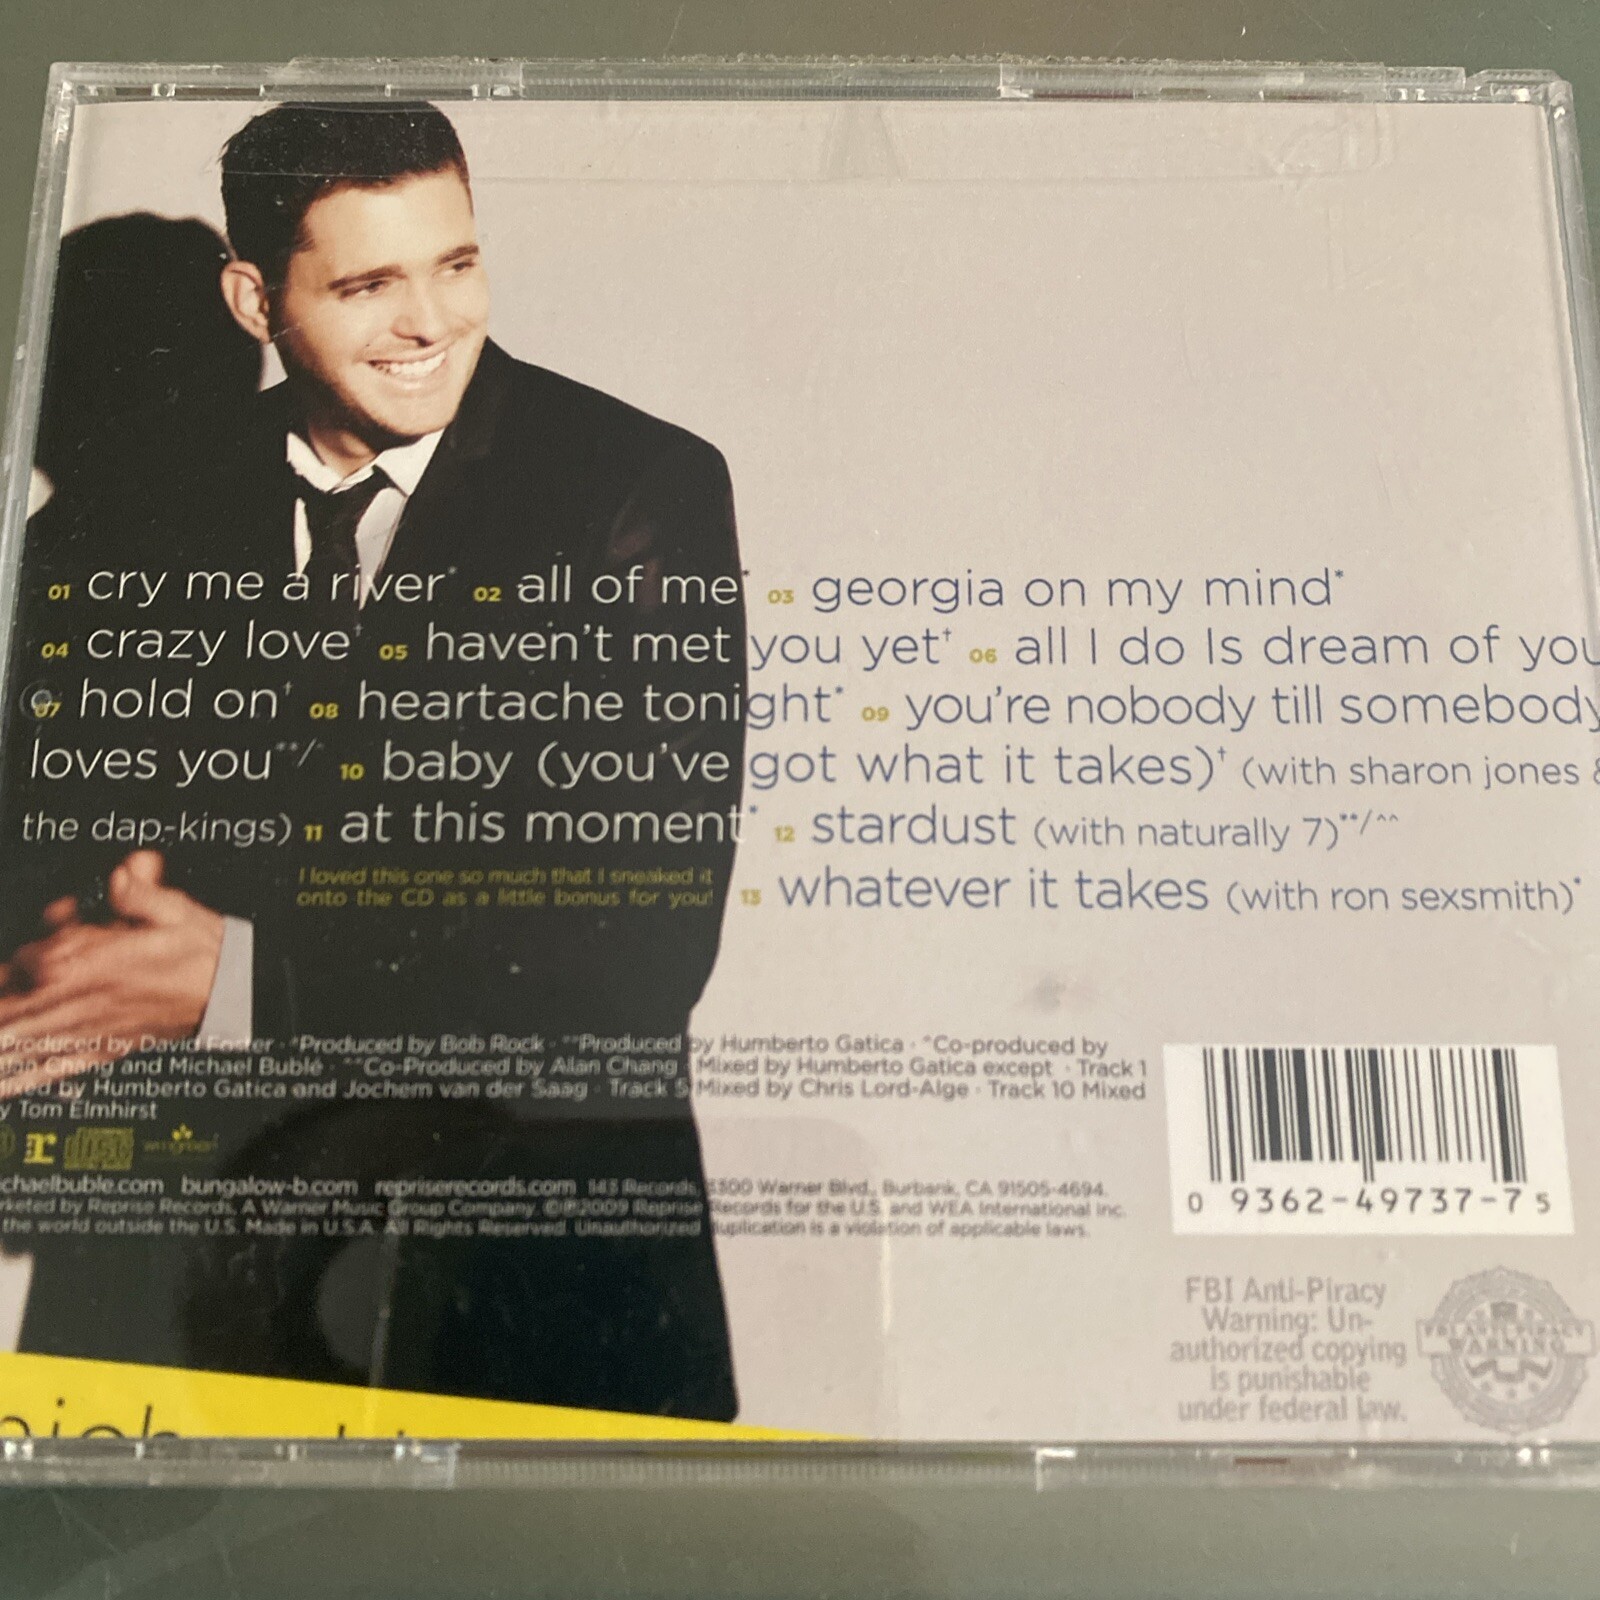 01 cry me a river* 02 all of me* 03 georgia on my mind*
04 crazy love† 05 haven't met you yet† 06 all I do Is dream of you
07 hold on† 08 heartache tonight* 09 you're nobody till somebody
loves you**/^ 10 baby (you've got what it takes)† (with sharon jones &
the dap-kings) 11 at this moment* 12 stardust (with naturally 7)**/^^
I loved this one so much that I sneaked it
onto the CD as a little bonus for you!
13 whatever it takes (with ron sexsmith)*
Produced by David Foster · †Produced by Bob Rock · **Produced by Humberto Gatica · ^Co-produced by
Chang and Michael Bublé · ^^Co-Produced by Alan Chang · Mixed by Humberto Gatica except · Track 1
by Humberto Gatica and Jochem van der Saag · Track 5 Mixed by Chris Lord-Alge · Track 10 Mixed
y Tom Elmhirst
chaelbuble.com bungalow-b.com repriserecords.com 143 Records, 3300 Warner Blvd., Burbank, CA 91505-4694.
keted by Reprise Records, A Warner Music Group Company. ©℗2009 Reprise Records for the U.S. and WEA International Inc.
the world outside the U.S. Made in U.S.A. All Rights Reserved. Unauthorized duplication is a violation of applicable laws.
0 9362-49737-7 5
FBI Anti-Piracy
Warning: Un-
authorized copying
is punishable
under federal law.
FBI ANTI-PIRACY
WARNING